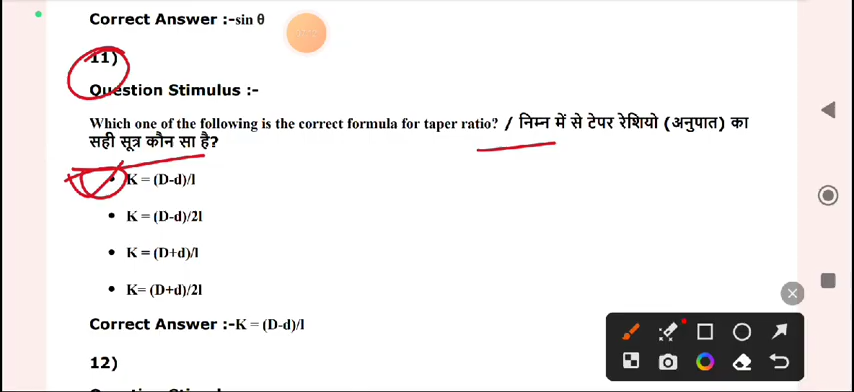 Correct Answer :-sin θ
11)
Question Stimulus :-
Which one of the following is the correct formula for taper ratio? / निम्न में से टेपर रेशियो (अनुपात) का
सही सूत्र कौन सा है?
K = (D-d)/l
K = (D-d)/2l
K = (D+d)/l
K= (D+d)/2l
Correct Answer :-K = (D-d)/l
12)